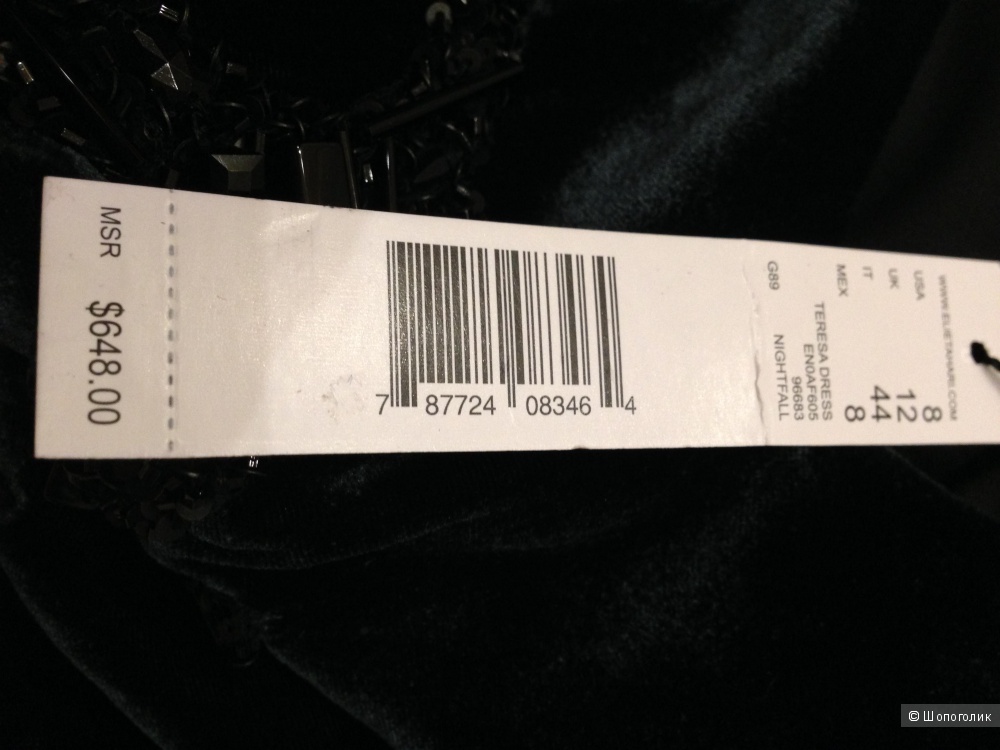 WWW.ELIETAHARI.COM
USA 8
UK 12
IT 44
MEX 8
TERESA DRESS
EN0AF605
96683
G89 NIGHTFALL
7 87724 08346 4
MSR $648.00
© Шопоголик